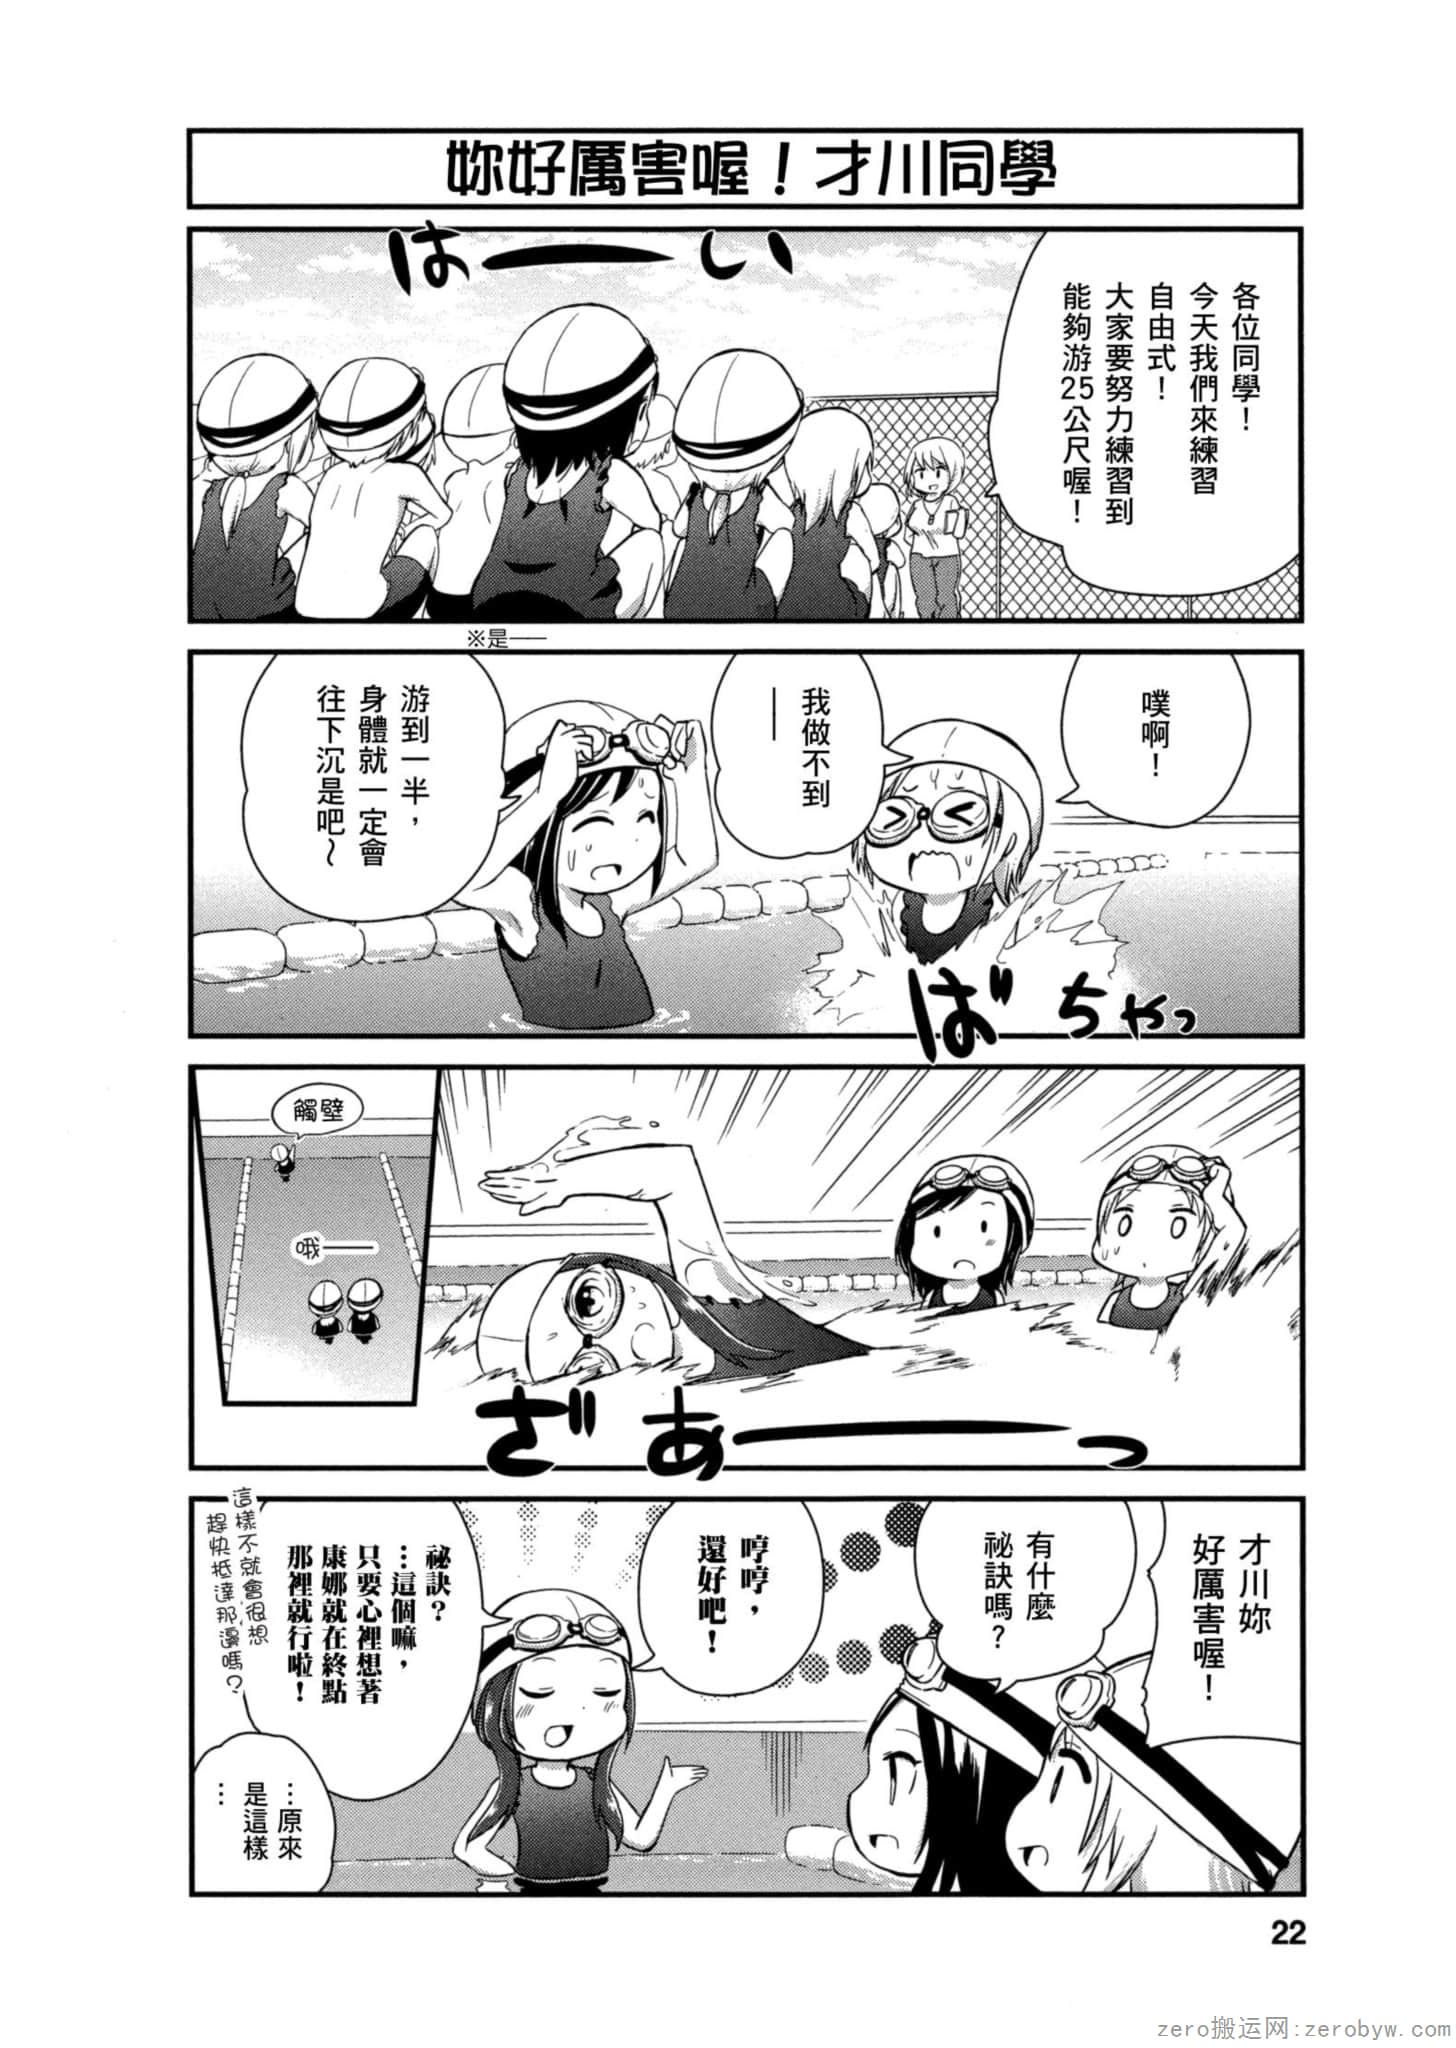 妳好厲害喔！才川同學
各位同學！
今天我們來練習
自由式！
大家要努力練習到
能夠游25公尺喔！
はーい
※是──
噗啊！
我做不到
──
游到一半，
身體就一定會
往下沉是吧～
ばちゃっ
觸壁
哦──
ざあーっ
才川妳
好厲害喔！
有什麼
祕訣嗎？
哼哼，
還好吧！
祕訣？
…這個嘛，
只要心裡想著
康娜就在終點
那裡就行啦！
這樣不就會很想
趕快抵達那邊嗎？
…原來
是這樣
…
22
zero搬运网:zerobyw.com